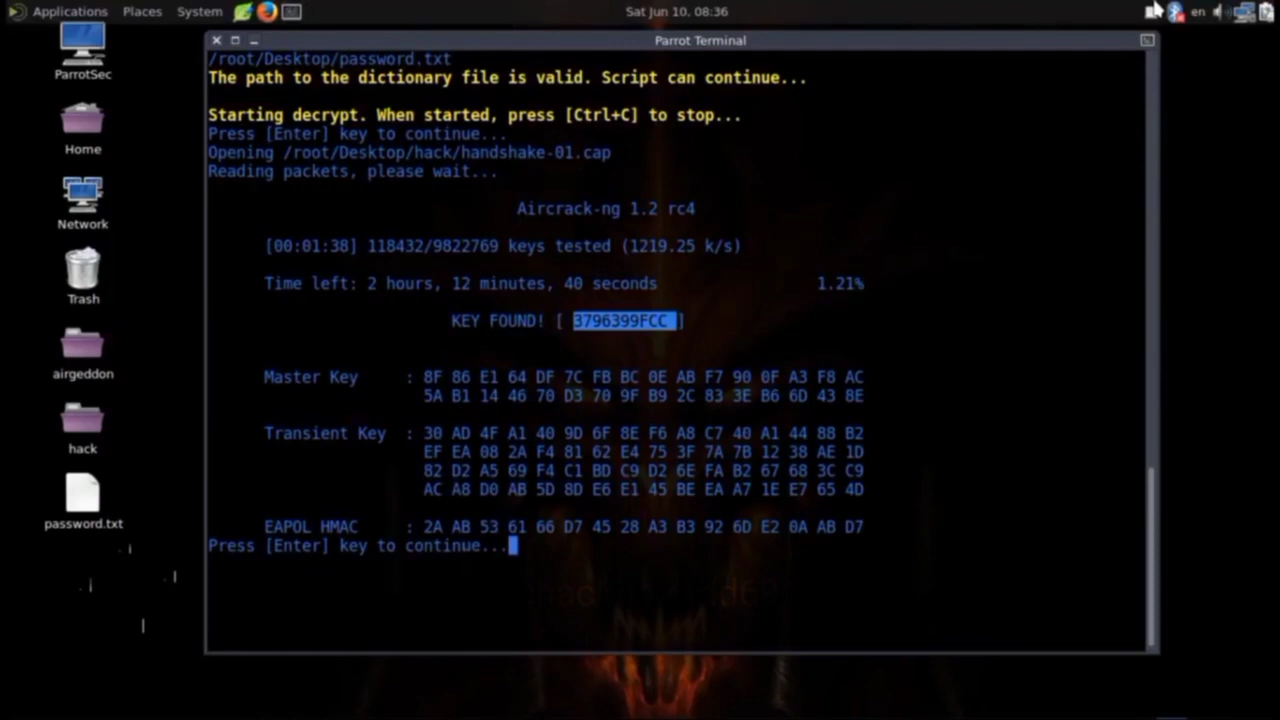 Applications Places System Sat Jun 10, 08:36 en
Parrot Terminal
ParrotSec
Home
Network
Trash
airgeddon
hack
password.txt
/root/Desktop/password.txt
The path to the dictionary file is valid. Script can continue...
Starting decrypt. When started, press [Ctrl+C] to stop...
Press [Enter] key to continue...
Opening /root/Desktop/hack/handshake-01.cap
Reading packets, please wait...
Aircrack-ng 1.2 rc4
[00:01:38] 118432/9822769 keys tested (1219.25 k/s)
Time left: 2 hours, 12 minutes, 40 seconds 1.21%
KEY FOUND! [ 3796399FCC ]
Master Key : 8F 86 E1 64 DF 7C FB BC 0E AB F7 90 0F A3 F8 AC
5A B1 14 46 70 D3 70 9F B9 2C 83 3E B6 6D 43 8E
Transient Key : 30 AD 4F A1 40 9D 6F 8E F6 A8 C7 40 A1 44 88 B2
EF EA 08 2A F4 81 62 E4 75 3F 7A 7B 12 38 AE 1D
82 D2 A5 69 F4 C1 BD C9 D2 6E FA B2 67 68 3C C9
AC A8 D0 AB 5D 8D E6 E1 45 BE EA A7 1E E7 65 4D
EAPOL HMAC : 2A AB 53 61 66 D7 45 28 A3 B3 92 6D E2 0A AB D7
Press [Enter] key to continue...